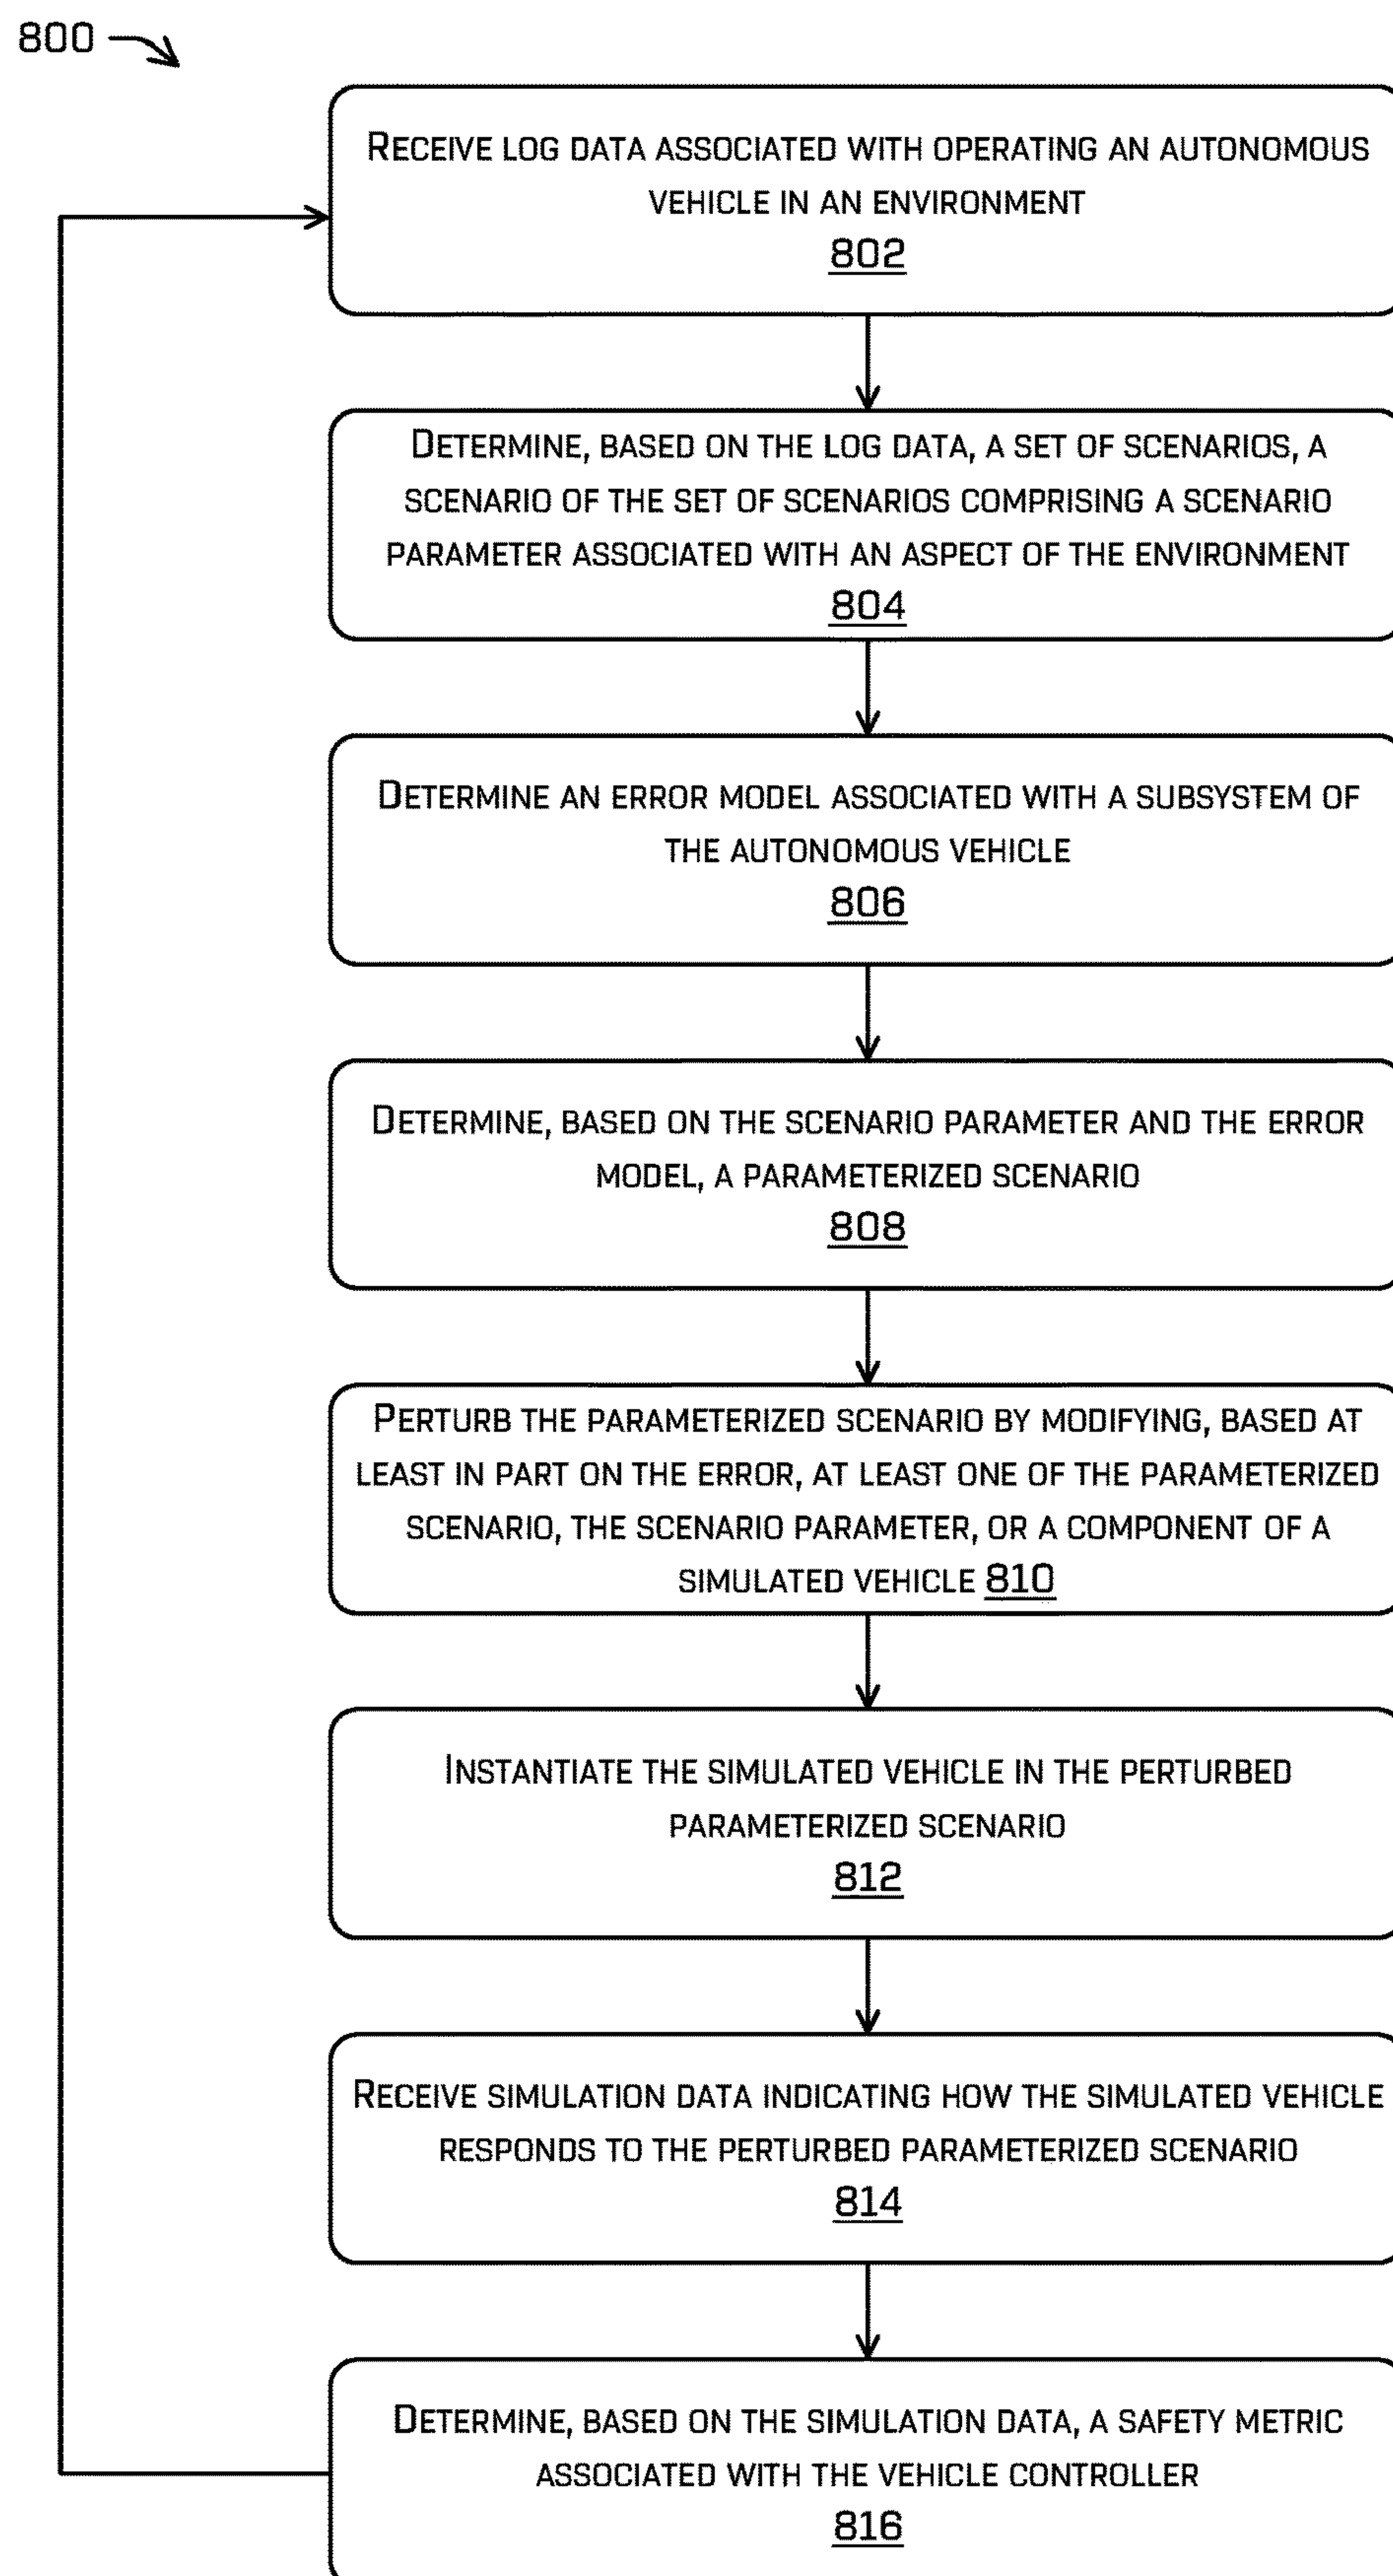 800
RECEIVE LOG DATA ASSOCIATED WITH OPERATING AN AUTONOMOUS
VEHICLE IN AN ENVIRONMENT
802
DETERMINE, BASED ON THE LOG DATA, A SET OF SCENARIOS, A
SCENARIO OF THE SET OF SCENARIOS COMPRISING A SCENARIO
PARAMETER ASSOCIATED WITH AN ASPECT OF THE ENVIRONMENT
804
DETERMINE AN ERROR MODEL ASSOCIATED WITH A SUBSYSTEM OF
THE AUTONOMOUS VEHICLE
806
DETERMINE, BASED ON THE SCENARIO PARAMETER AND THE ERROR
MODEL, A PARAMETERIZED SCENARIO
808
PERTURB THE PARAMETERIZED SCENARIO BY MODIFYING, BASED AT
LEAST IN PART ON THE ERROR, AT LEAST ONE OF THE PARAMETERIZED
SCENARIO, THE SCENARIO PARAMETER, OR A COMPONENT OF A
SIMULATED VEHICLE 810
INSTANTIATE THE SIMULATED VEHICLE IN THE PERTURBED
PARAMETERIZED SCENARIO
812
RECEIVE SIMULATION DATA INDICATING HOW THE SIMULATED VEHICLE
RESPONDS TO THE PERTURBED PARAMETERIZED SCENARIO
814
DETERMINE, BASED ON THE SIMULATION DATA, A SAFETY METRIC
ASSOCIATED WITH THE VEHICLE CONTROLLER
816